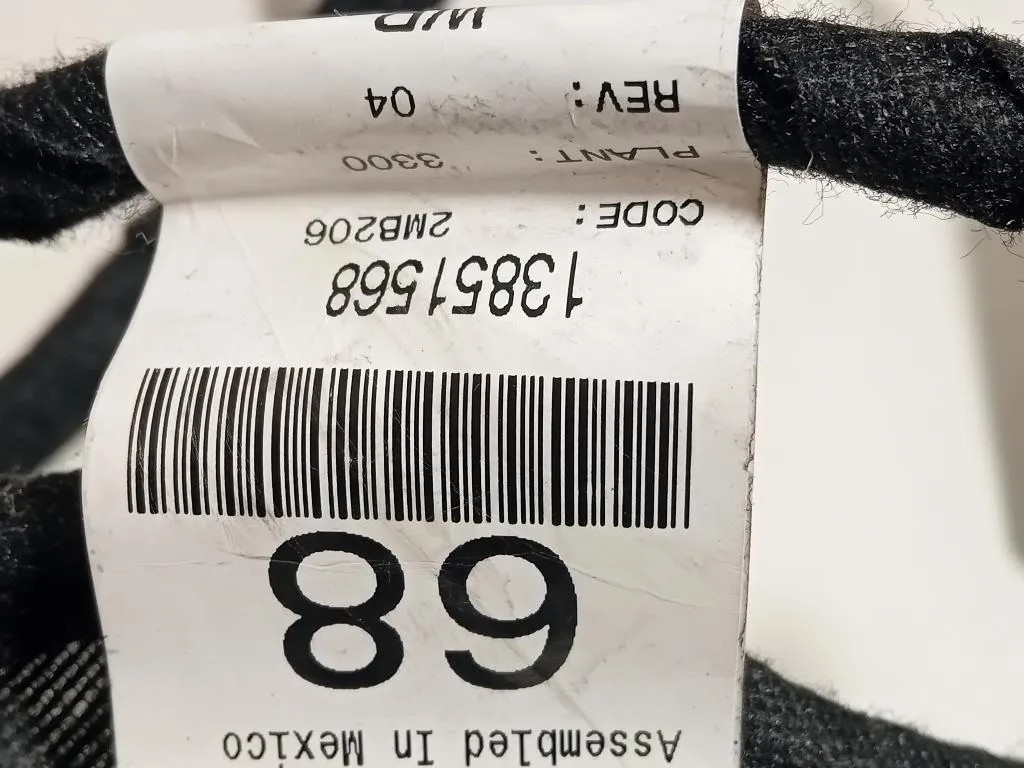 Assembled In Mexico
68
13851568
CODE: 2MB206
PLANT: 3300
REV: 04